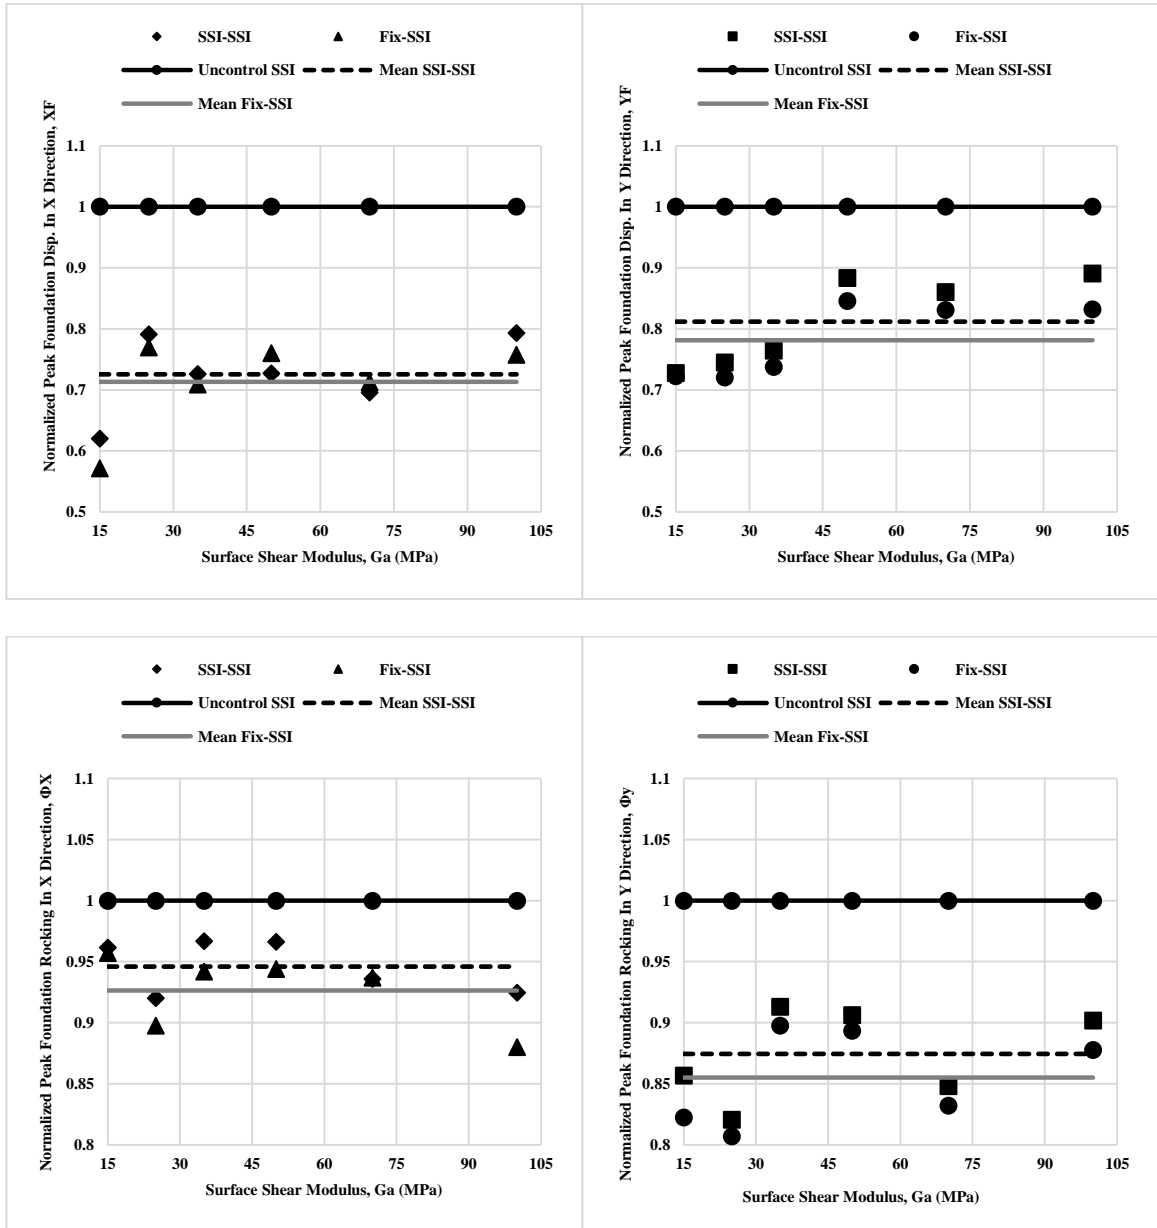 SSI-SSI Fix-SSI
Uncontrol SSI Mean SSI-SSI
Mean Fix-SSI
Normalized Peak Foundation Disp. In X Direction, XF
1.1
1
0.9
0.8
0.7
0.6
0.5
15 30 45 60 75 90 105
Surface Shear Modulus, Ga (MPa)
SSI-SSI Fix-SSI
Uncontrol SSI Mean SSI-SSI
Mean Fix-SSI
Normalized Peak Foundation Disp. In Y Direction, YF
1.1
1
0.9
0.8
0.7
0.6
0.5
15 30 45 60 75 90 105
Surface Shear Modulus, Ga (MPa)
SSI-SSI Fix-SSI
Uncontrol SSI Mean SSI-SSI
Mean Fix-SSI
Normalized Peak Foundation Rocking In X Direction, ΦX
1.1
1.05
1
0.95
0.9
0.85
0.8
15 30 45 60 75 90 105
Surface Shear Modulus, Ga (MPa)
SSI-SSI Fix-SSI
Uncontrol SSI Mean SSI-SSI
Mean Fix-SSI
Normalized Peak Foundation Rocking In Y Direction, Φy
1.1
1.05
1
0.95
0.9
0.85
0.8
15 30 45 60 75 90 105
Surface Shear Modulus, Ga (MPa)